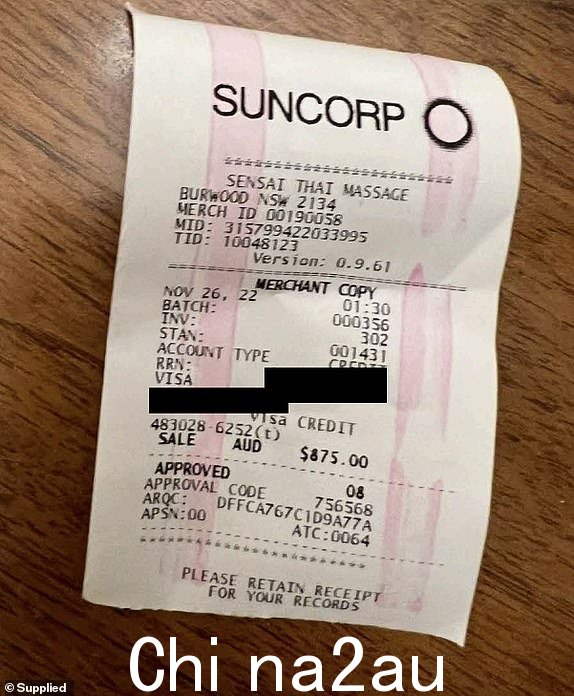 SUNCORP
SENSAI THAI MASSAGE
BURWOOD NSW 2134
MERCH ID 00190058
MID: 315799422033995
TID: 10048123
Version: 0.9.61
MERCHANT COPY
NOV 26, 22 01:30
BATCH: 000356
INV: 302
STAN: 001431
ACCOUNT TYPE CREDIT
RRN:
VISA
Visa CREDIT
483028-6252(t)
SALE AUD $875.00
APPROVED 08
APPROVAL CODE 756568
ARQC: DFFCA767C1D9A77A
APSN:00 ATC:0064
PLEASE RETAIN RECEIPT
FOR YOUR RECORDS
Chi na2au
© Supplied